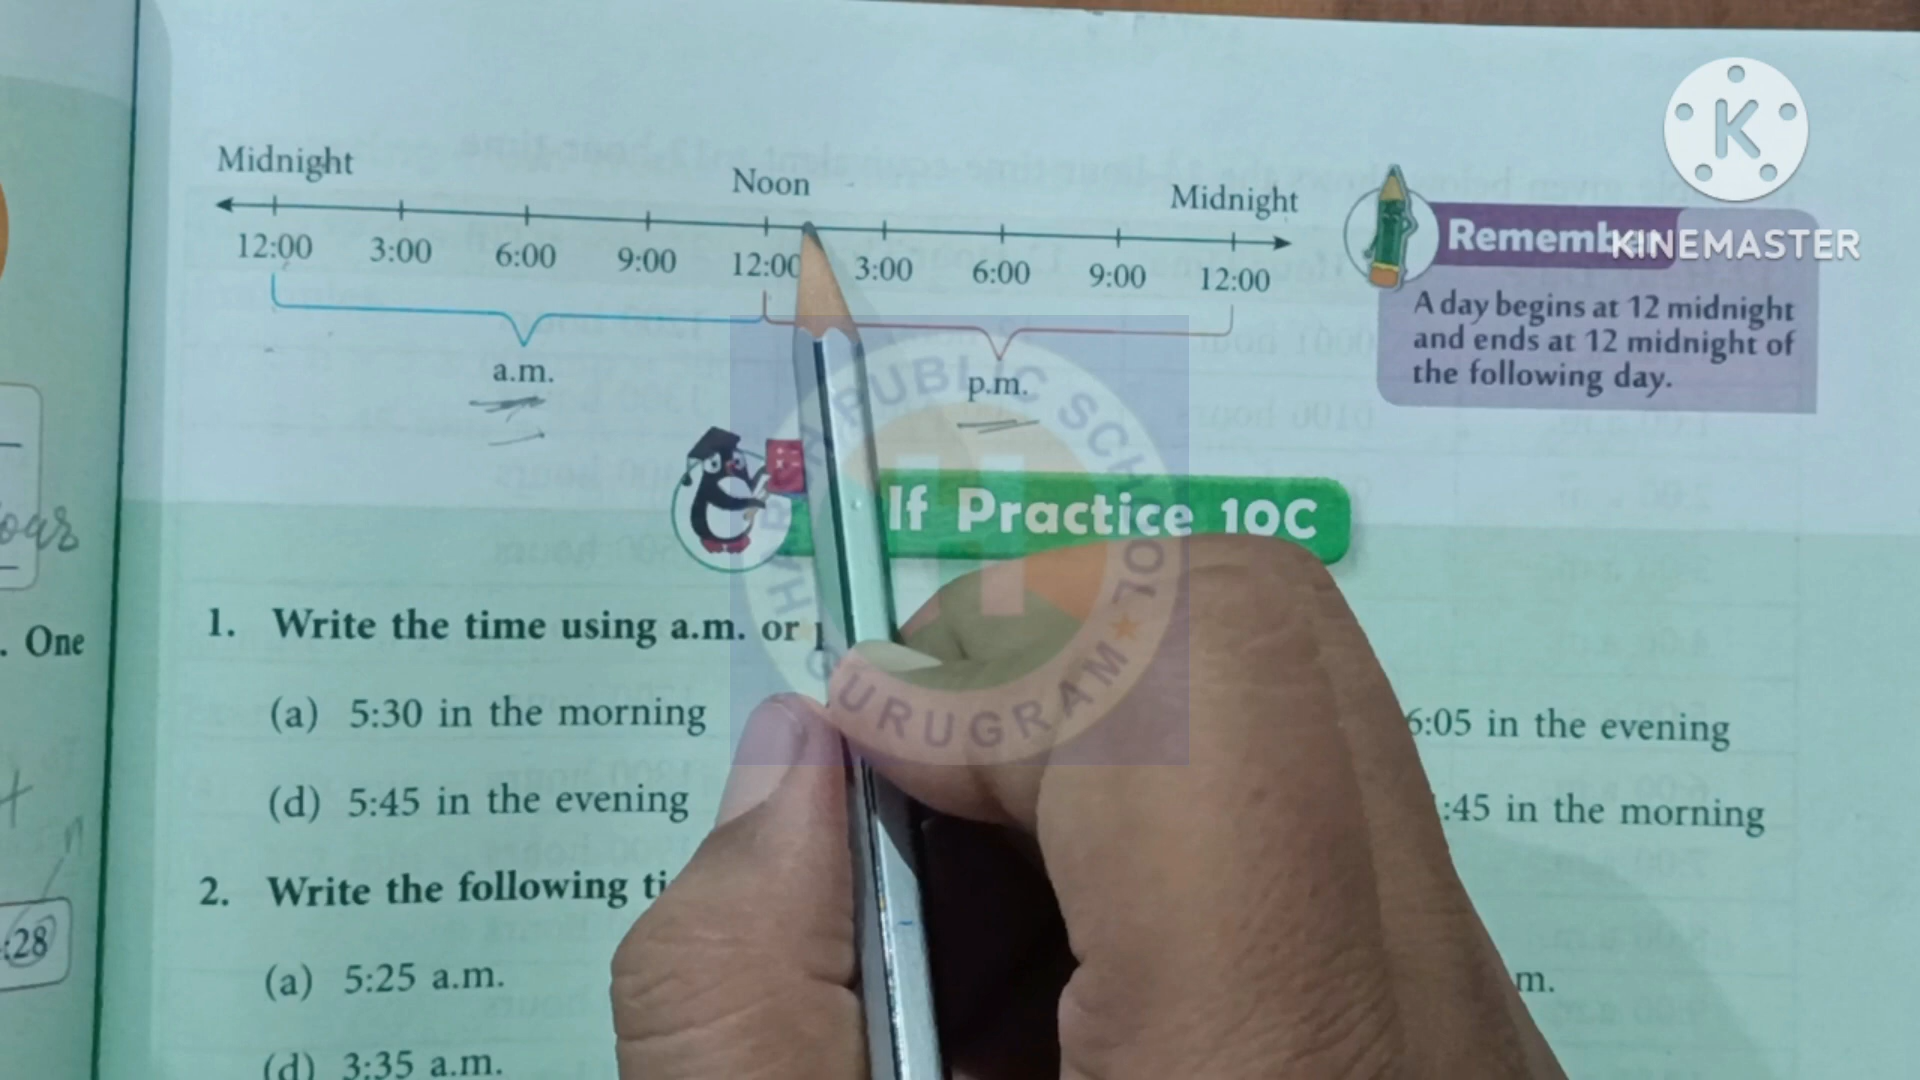 Midnight Noon Midnight
12:00 3:00 6:00 9:00 12:00 3:00 6:00 9:00 12:00
a.m. p.m.
KINEMASTER
A day begins at 12 midnight
and ends at 12 midnight of
the following day.
PUBLIC SCHOOL
GURUGRAM
If Practice 10C
. One
28
1. Write the time using a.m. or
(a) 5:30 in the morning 6:05 in the evening
(d) 5:45 in the evening :45 in the morning
2. Write the following
(a) 5:25 a.m. m.
(d) 3:35 a.m.